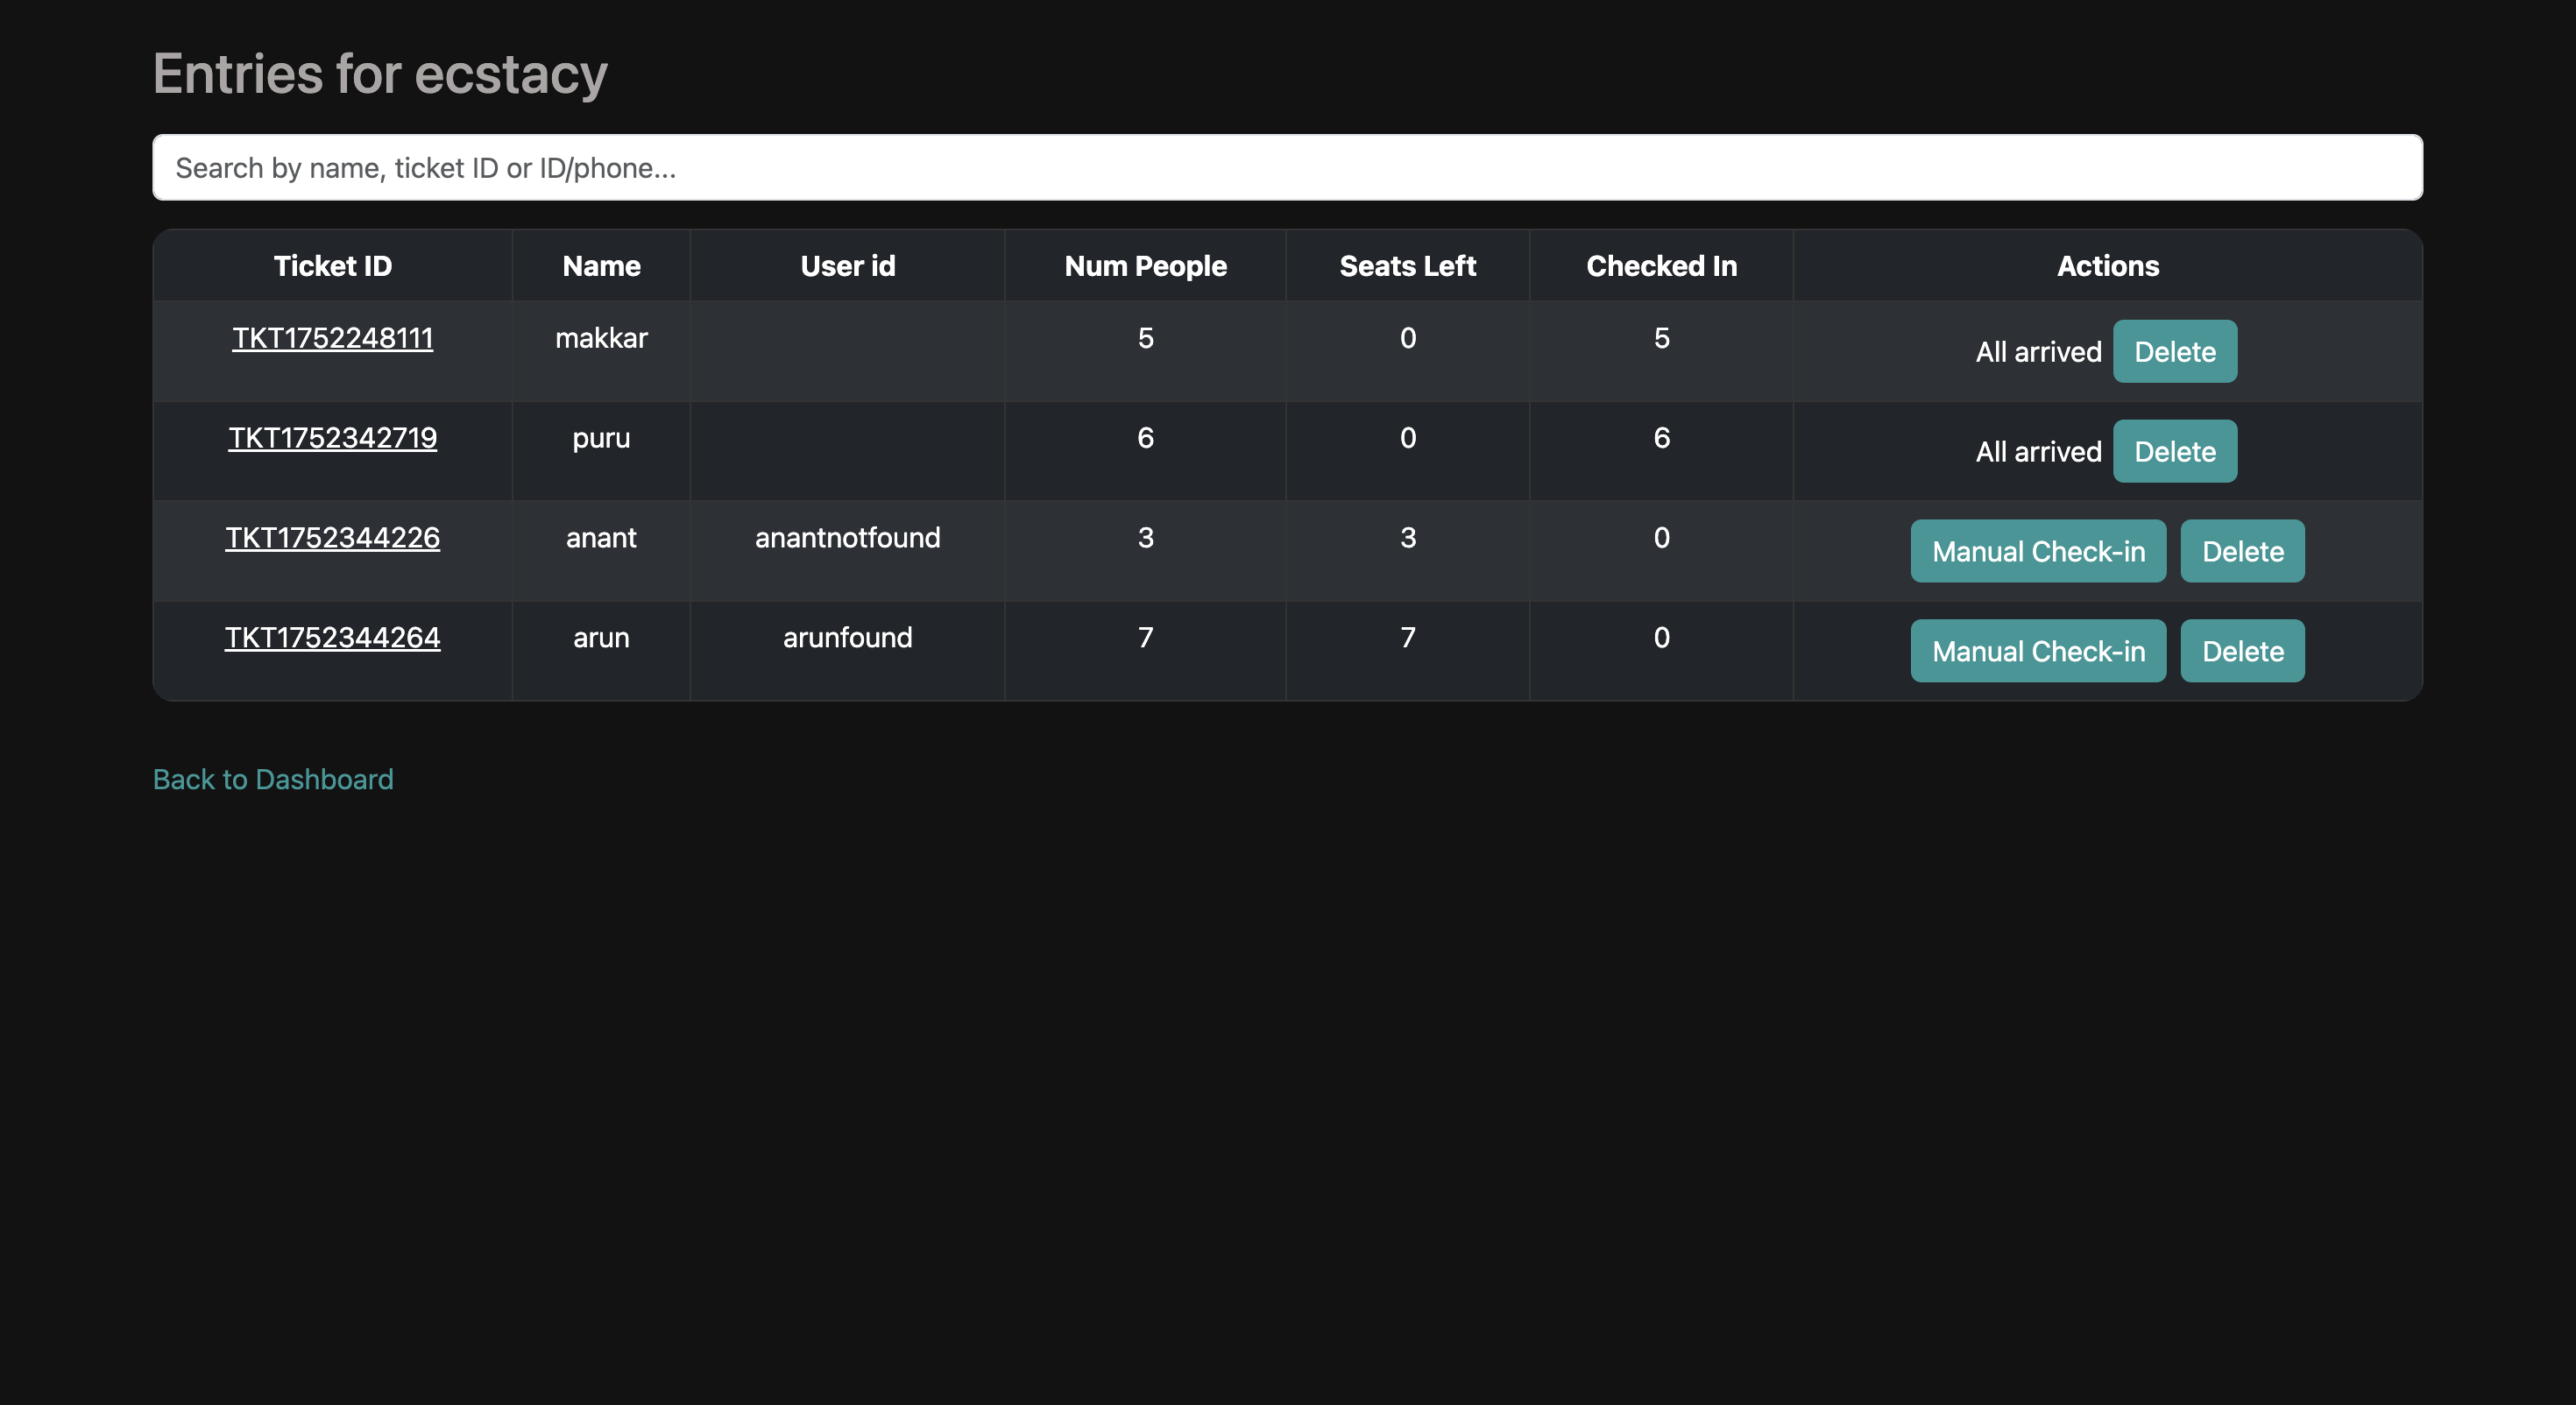 Entries for ecstacy
Search by name, ticket ID or ID/phone...
Ticket ID Name User id Num People Seats Left Checked In Actions
TKT1752248111 makkar 5 0 5 All arrived Delete
TKT1752342719 puru 6 0 6 All arrived Delete
TKT1752344226 anant anantnotfound 3 3 0 Manual Check-in Delete
TKT1752344264 arun arunfound 7 7 0 Manual Check-in Delete
Back to Dashboard